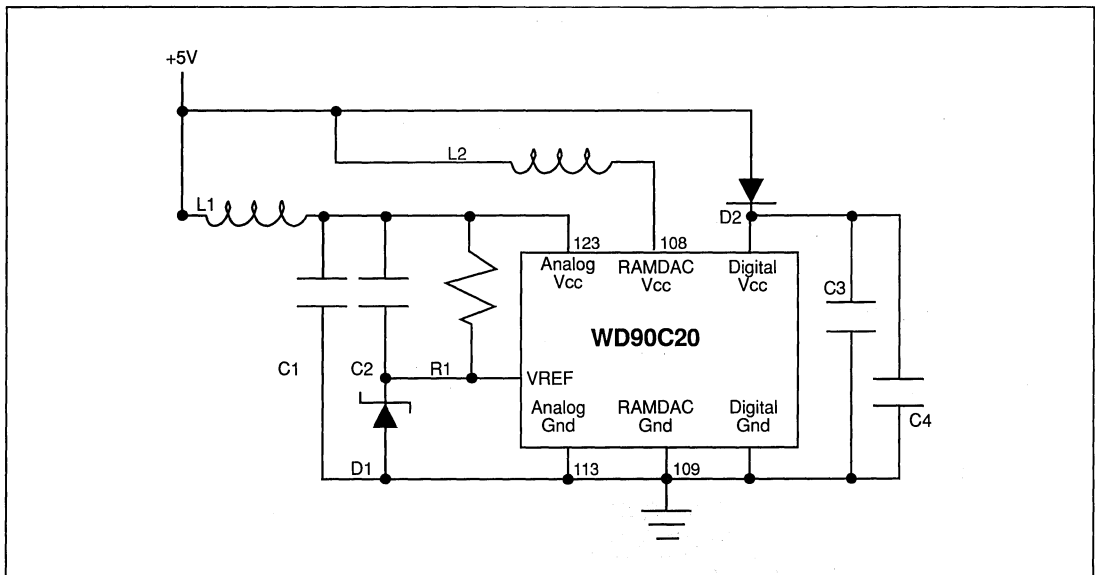 +5V
L2
L1
D2
123
108
Analog
Vcc
RAMDAC
Vcc
Digital
Vcc
C3
WD90C20
C1
C2
R1
VREF
Analog
Gnd
RAMDAC
Gnd
Digital
Gnd
C4
D1
113
109